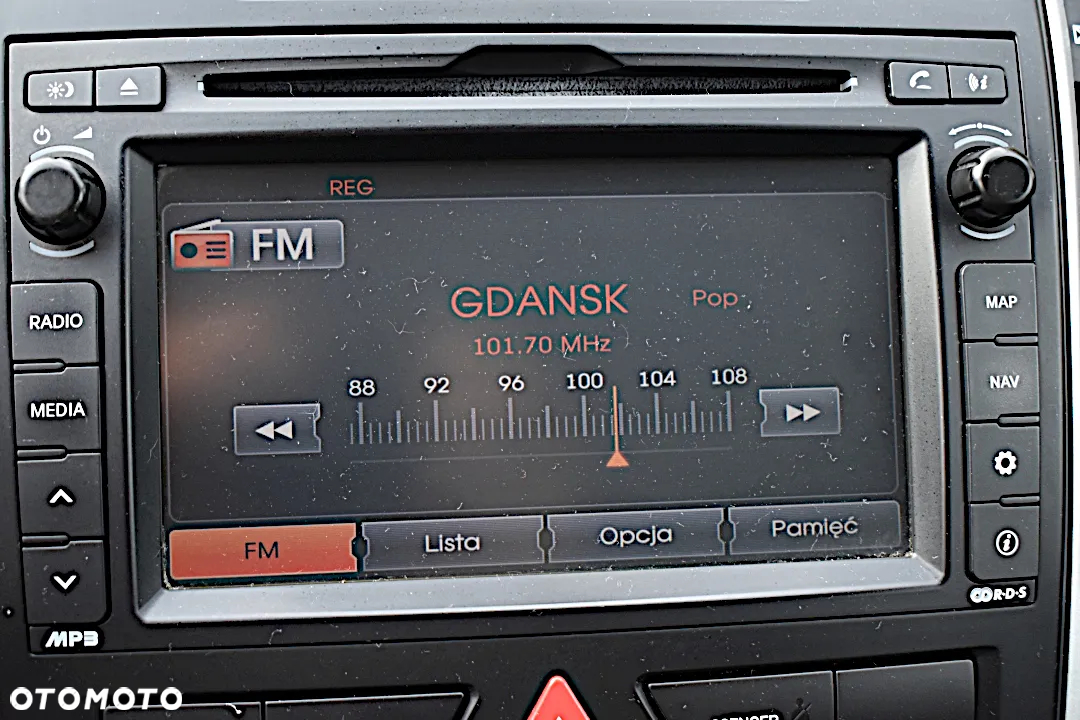 REG
FM
GDANSK Pop
101.70 MHz
88 92 96 100 104 108
FM Lista Opcja Pamięć
RADIO
MEDIA
MP3
MAP
NAV
R·D·S
OTOMOTO